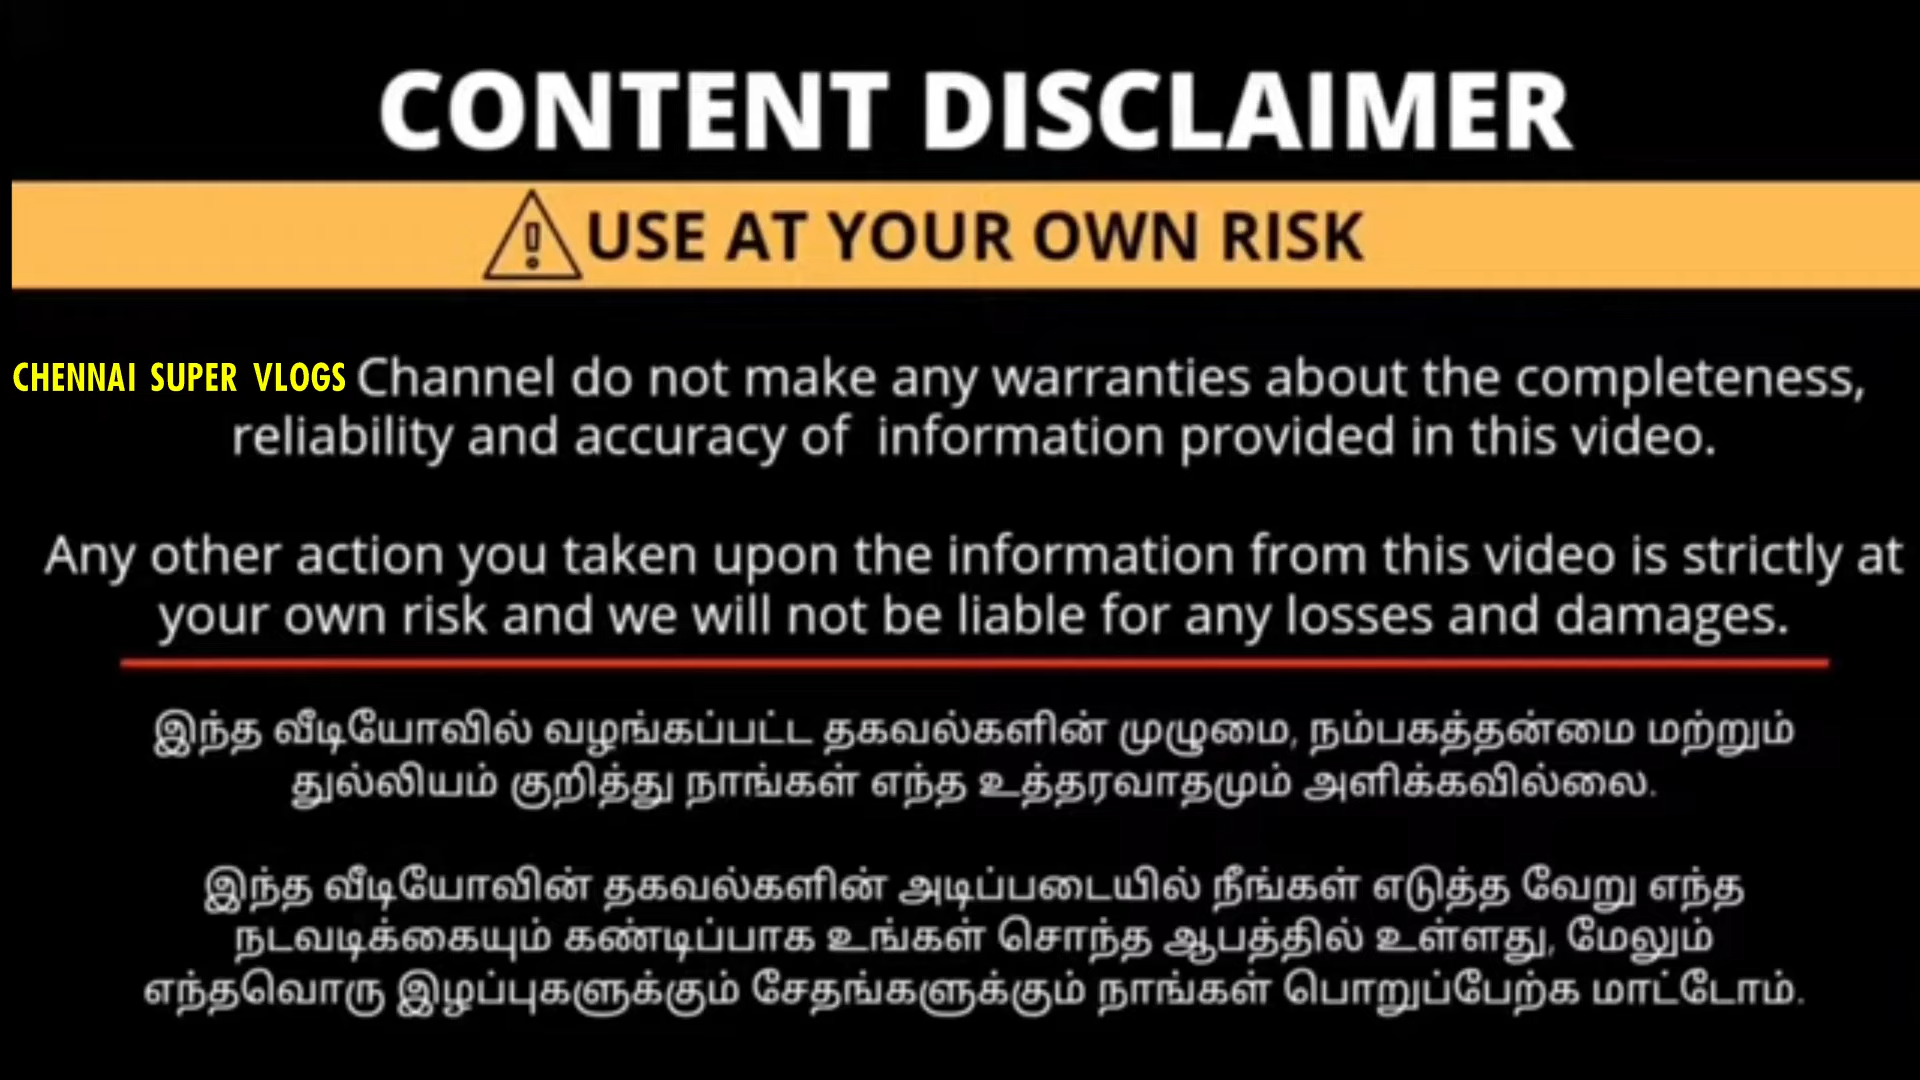 CONTENT DISCLAIMER
USE AT YOUR OWN RISK
CHENNAI SUPER VLOGS Channel do not make any warranties about the completeness,
reliability and accuracy of information provided in this video.
Any other action you taken upon the information from this video is strictly at
your own risk and we will not be liable for any losses and damages.
இந்த வீடியோவில் வழங்கப்பட்ட தகவல்களின் முழுமை, நம்பகத்தன்மை மற்றும்
துல்லியம் குறித்து நாங்கள் எந்த உத்தரவாதமும் அளிக்கவில்லை.
இந்த வீடியோவின் தகவல்களின் அடிப்படையில் நீங்கள் எடுத்த வேறு எந்த
நடவடிக்கையும் கண்டிப்பாக உங்கள் சொந்த ஆபத்தில் உள்ளது, மேலும்
எந்தவொரு இழப்புகளுக்கும் சேதங்களுக்கும் நாங்கள் பொறுப்பேற்க மாட்டோம்.